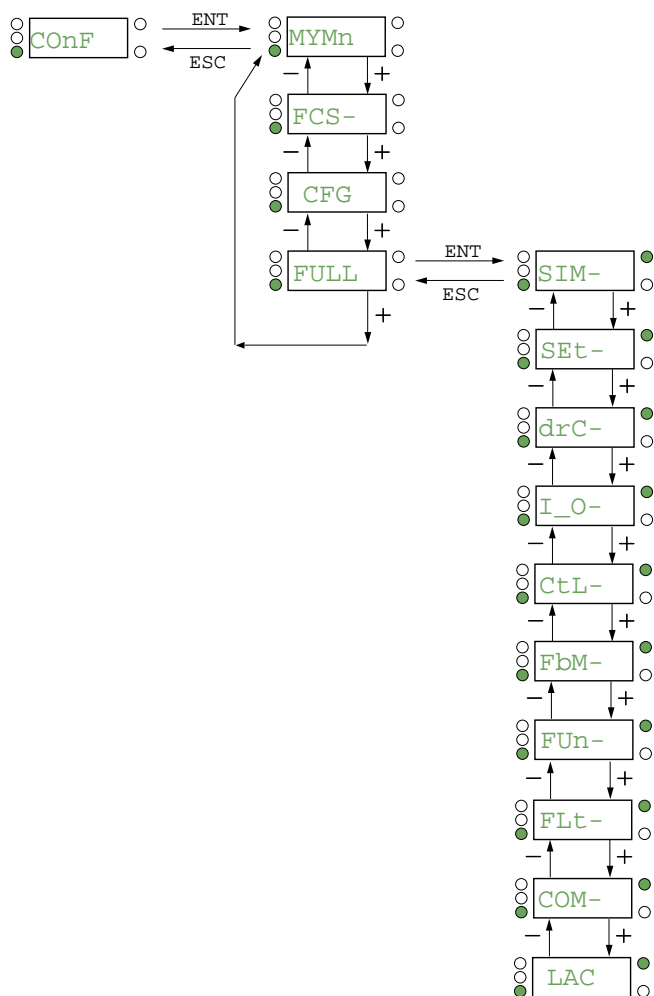 COnF
ENT
ESC
MYMn
− +
FCS-
− +
CFG
− +
FULL
+
ENT
ESC
SIM-
− +
SEt-
− +
drC-
− +
I_O-
− +
CtL-
− +
FbM-
− +
FUn-
− +
FLt-
− +
COM-
− +
LAC